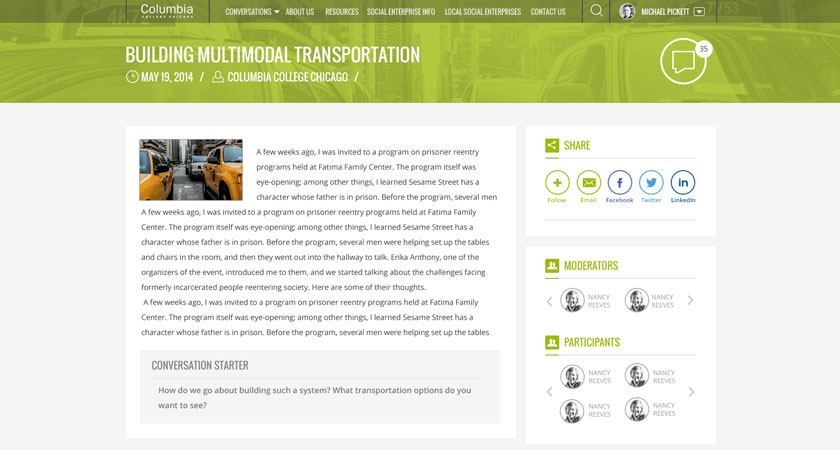 Columbia
COLLEGE CHICAGO
CONVERSATIONS ABOUT US RESOURCES SOCIAL ENTERPRISE INFO LOCAL SOCIAL ENTERPRISES CONTACT US
MICHAEL PICKETT
BUILDING MULTIMODAL TRANSPORTATION
35
MAY 19, 2014 / COLUMBIA COLLEGE CHICAGO /
A few weeks ago, I was invited to a program on prisoner reentry
programs held at Fatima Family Center. The program itself was
eye-opening; among other things, I learned Sesame Street has a
character whose father is in prison. Before the program, several men
A few weeks ago, I was invited to a program on prisoner reentry programs held at Fatima Family
Center. The program itself was eye-opening; among other things, I learned Sesame Street has a
character whose father is in prison. Before the program, several men were helping set up the tables
and chairs in the room, and then they went out into the hallway to talk. Erika Anthony, one of the
organizers of the event, introduced me to them, and we started talking about the challenges facing
formerly incarcerated people reentering society. Here are some of their thoughts.
A few weeks ago, I was invited to a program on prisoner reentry programs held at Fatima Family
Center. The program itself was eye-opening; among other things, I learned Sesame Street has a
character whose father is in prison. Before the program, several men were helping set up the tables
CONVERSATION STARTER
How do we go about building such a system? What transportation options do you
want to see?
SHARE
Follow Email Facebook Twitter LinkedIn
MODERATORS
NANCY
REEVES
NANCY
REEVES
PARTICIPANTS
NANCY
REEVES
NANCY
REEVES
NANCY
REEVES
NANCY
REEVES